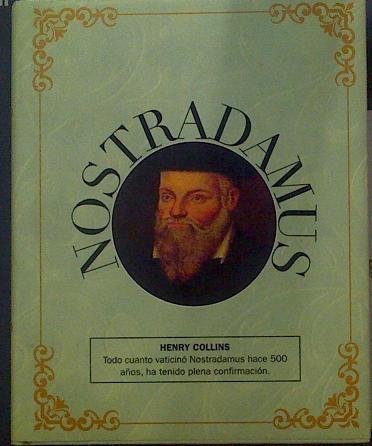 NOSTRADAMUS
HENRY COLLINS
Todo cuanto vaticinó Nostradamus hace 500
años, ha tenido plena confirmación.